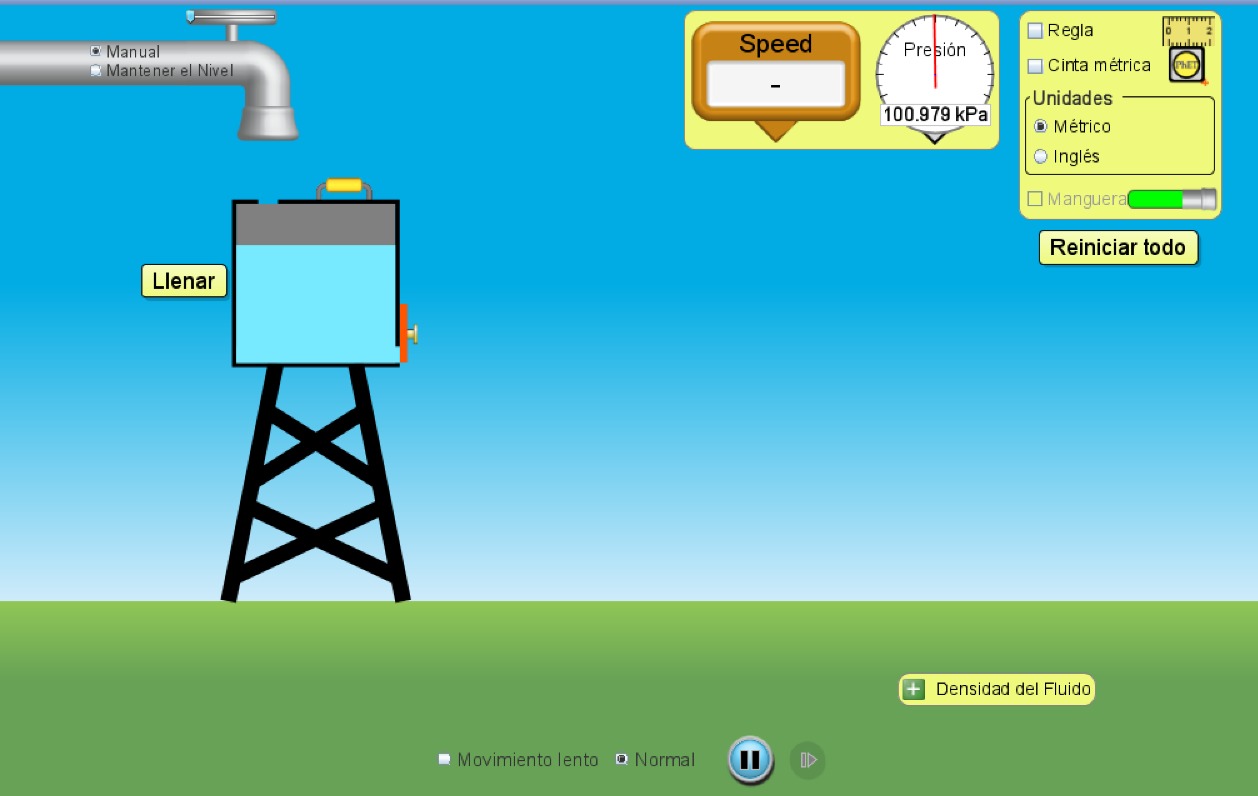 Manual
Mantener el Nivel
Speed
-
Presión
100.979 kPa
Regla
0 1 2
Cinta métrica
PhET
Unidades
Métrico
Inglés
Manguera
Reiniciar todo
Llenar
Densidad del Fluido
Movimiento lento
Normal